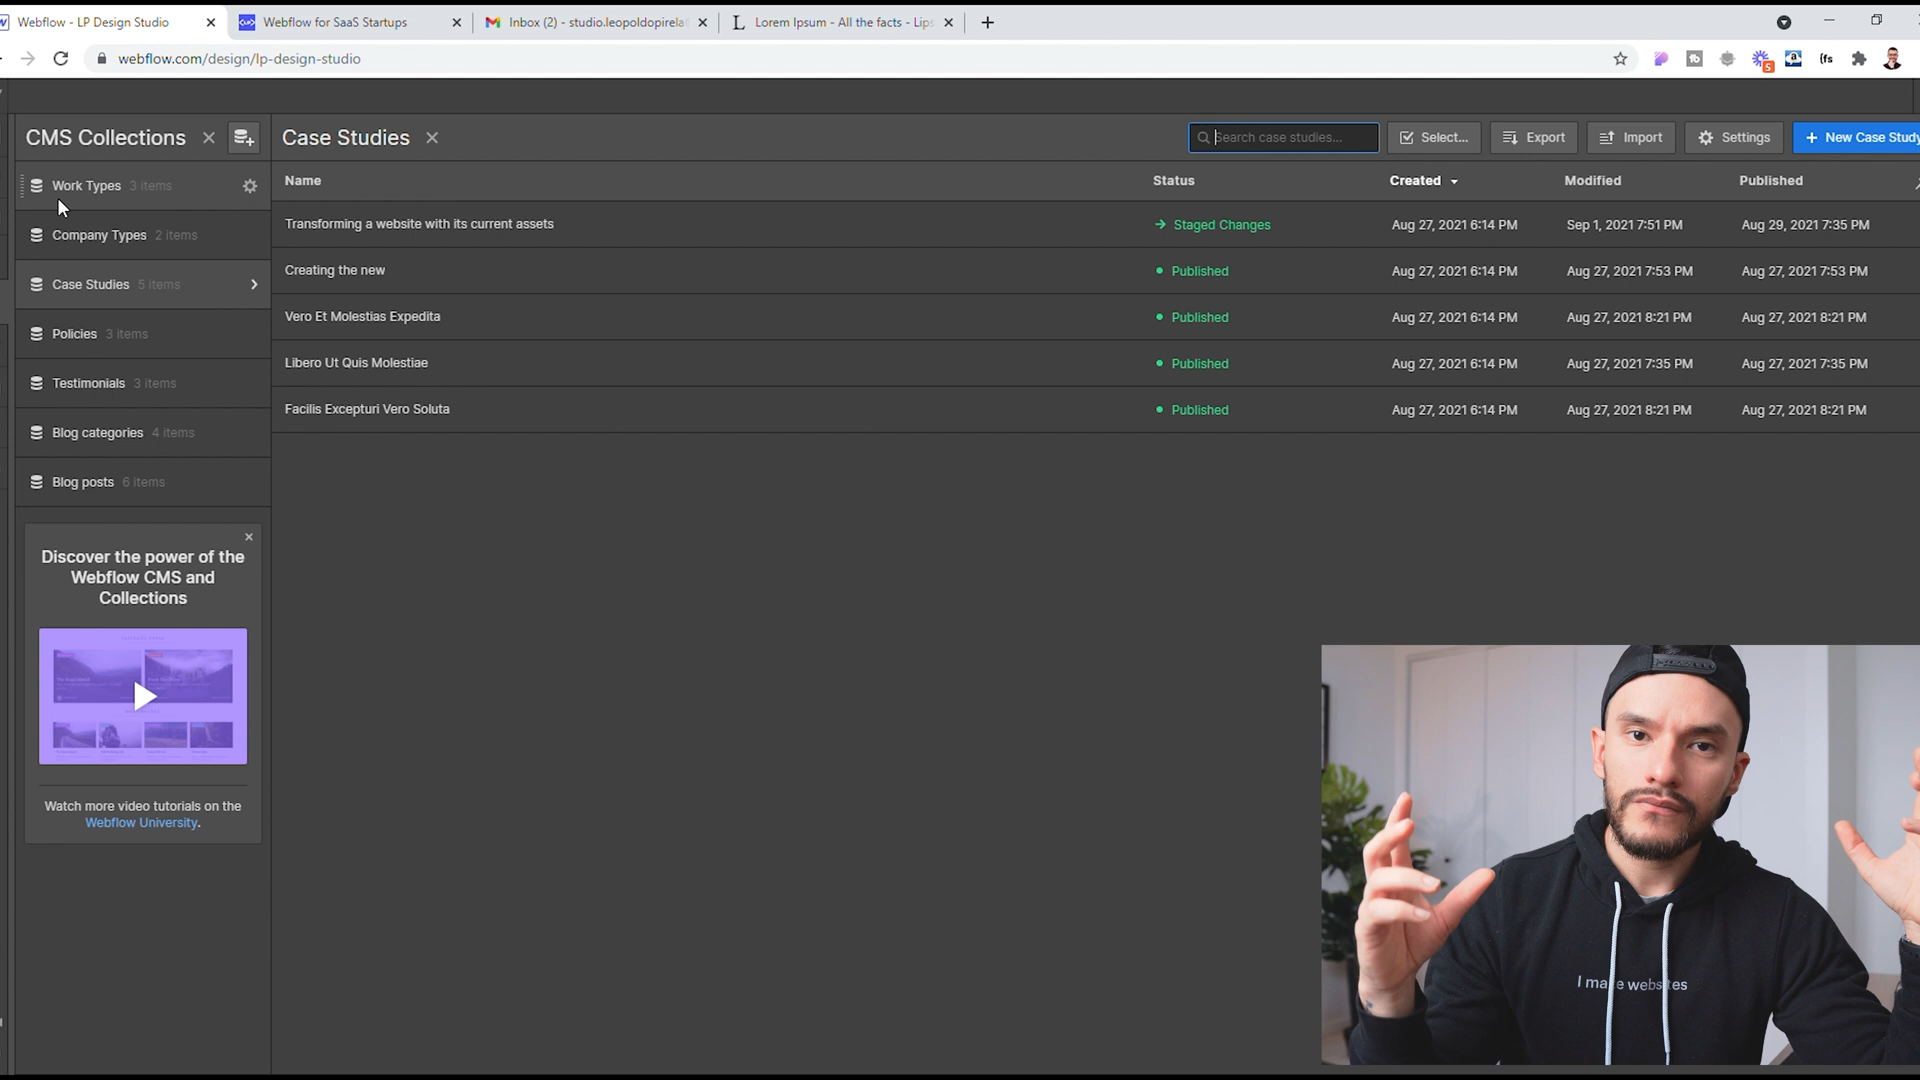 Webflow - LP Design Studio
Webflow for SaaS Startups
Inbox (2) - studio.leopoldopirela
Lorem Ipsum - All the facts - Lips
webflow.com/design/lp-design-studio
5
CMS Collections
Case Studies
Search case studies...
Select...
Export
Import
Settings
+ New Case Study
Work Types 3 items
Company Types 2 items
Case Studies 5 items
Policies 3 items
Testimonials 3 items
Blog categories 4 items
Blog posts 6 items
Name Status Created Modified Published
Transforming a website with its current assets Staged Changes Aug 27, 2021 6:14 PM Sep 1, 2021 7:51 PM Aug 29, 2021 7:35 PM
Creating the new Published Aug 27, 2021 6:14 PM Aug 27, 2021 7:53 PM Aug 27, 2021 7:53 PM
Vero Et Molestias Expedita Published Aug 27, 2021 6:14 PM Aug 27, 2021 8:21 PM Aug 27, 2021 8:21 PM
Libero Ut Quis Molestiae Published Aug 27, 2021 6:14 PM Aug 27, 2021 7:35 PM Aug 27, 2021 7:35 PM
Facilis Excepturi Vero Soluta Published Aug 27, 2021 6:14 PM Aug 27, 2021 8:21 PM Aug 27, 2021 8:21 PM
Discover the power of the
Webflow CMS and
Collections
Watch more video tutorials on the
Webflow University.
I make websites